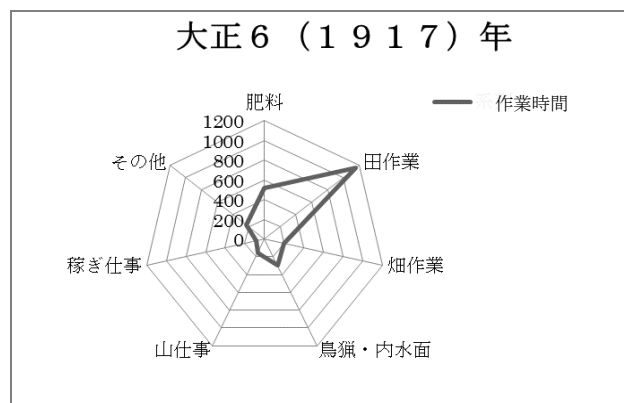 大正６（１９１７）年
作業時間
肥料
田作業
畑作業
鳥猟・内水面
山仕事
稼ぎ仕事
その他
1200
1000
800
600
400
200
0